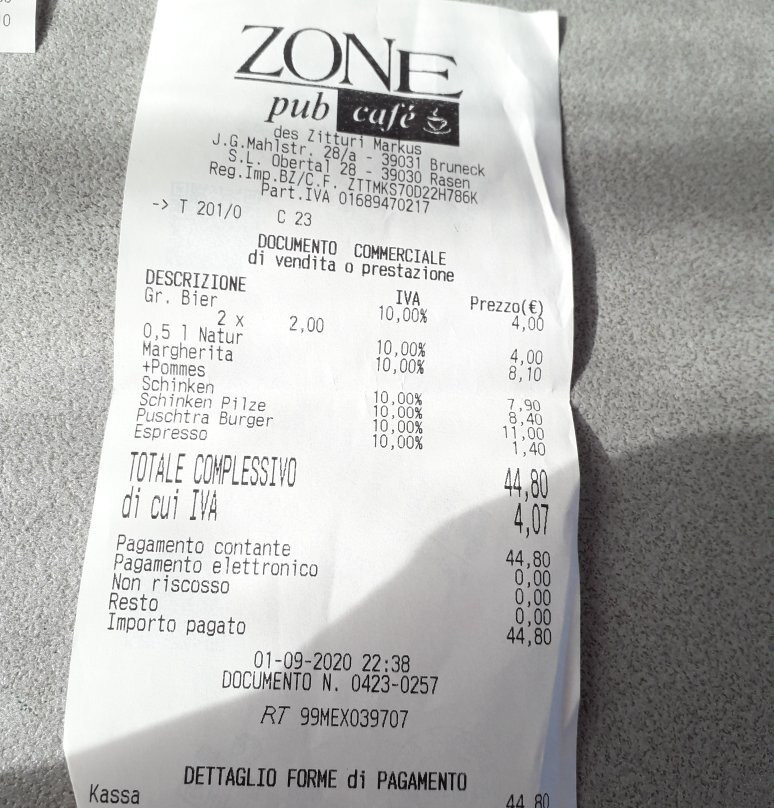 0
ZONE
pub café
des Zitturi Markus
J.G.Mahlstr. 28/a - 39031 Bruneck
S.L. Obertal 28 - 39030 Rasen
Reg.Imp.BZ/C.F. ZTTMKS70D22H786K
Part.IVA 01689470217
-> T 201/0 C 23
DOCUMENTO COMMERCIALE
di vendita o prestazione
DESCRIZIONE IVA Prezzo(€)
Gr. Bier 10,00% 4,00
2 x 2,00
0,5 l Natur 10,00% 4,00
Margherita 10,00% 8,10
+Pommes
Schinken 10,00% 7,90
Schinken Pilze 10,00% 8,40
Puschtra Burger 10,00% 11,00
Espresso 10,00% 1,40
TOTALE COMPLESSIVO 44,80
di cui IVA 4,07
Pagamento contante 44,80
Pagamento elettronico 0,00
Non riscosso 0,00
Resto 0,00
Importo pagato 44,80
01-09-2020 22:38
DOCUMENTO N. 0423-0257
RT 99MEX039707
DETTAGLIO FORME di PAGAMENTO
Kassa 44,80